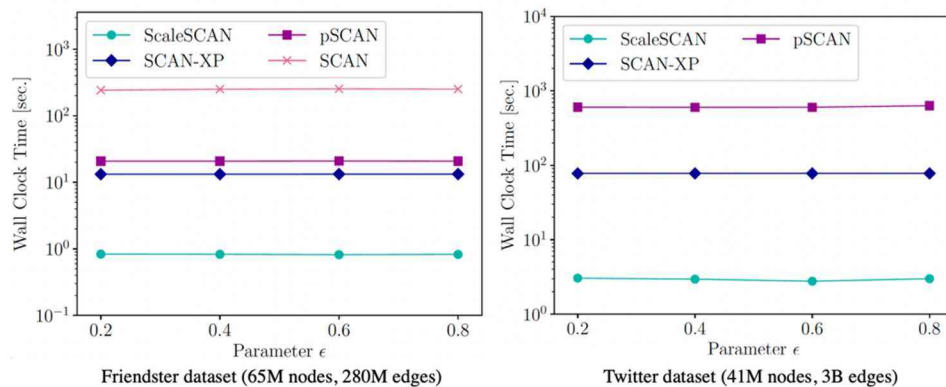 ScaleSCAN
SCAN-XP
pSCAN
SCAN
Wall Clock Time [sec.]
10³
10²
10¹
10⁰
10⁻¹
0.2 0.4 0.6 0.8
Parameter ϵ
Friendster dataset (65M nodes, 280M edges)
ScaleSCAN
SCAN-XP
pSCAN
Wall Clock Time [sec.]
10⁴
10³
10²
10¹
10⁰
0.2 0.4 0.6 0.8
Parameter ϵ
Twitter dataset (41M nodes, 3B edges)